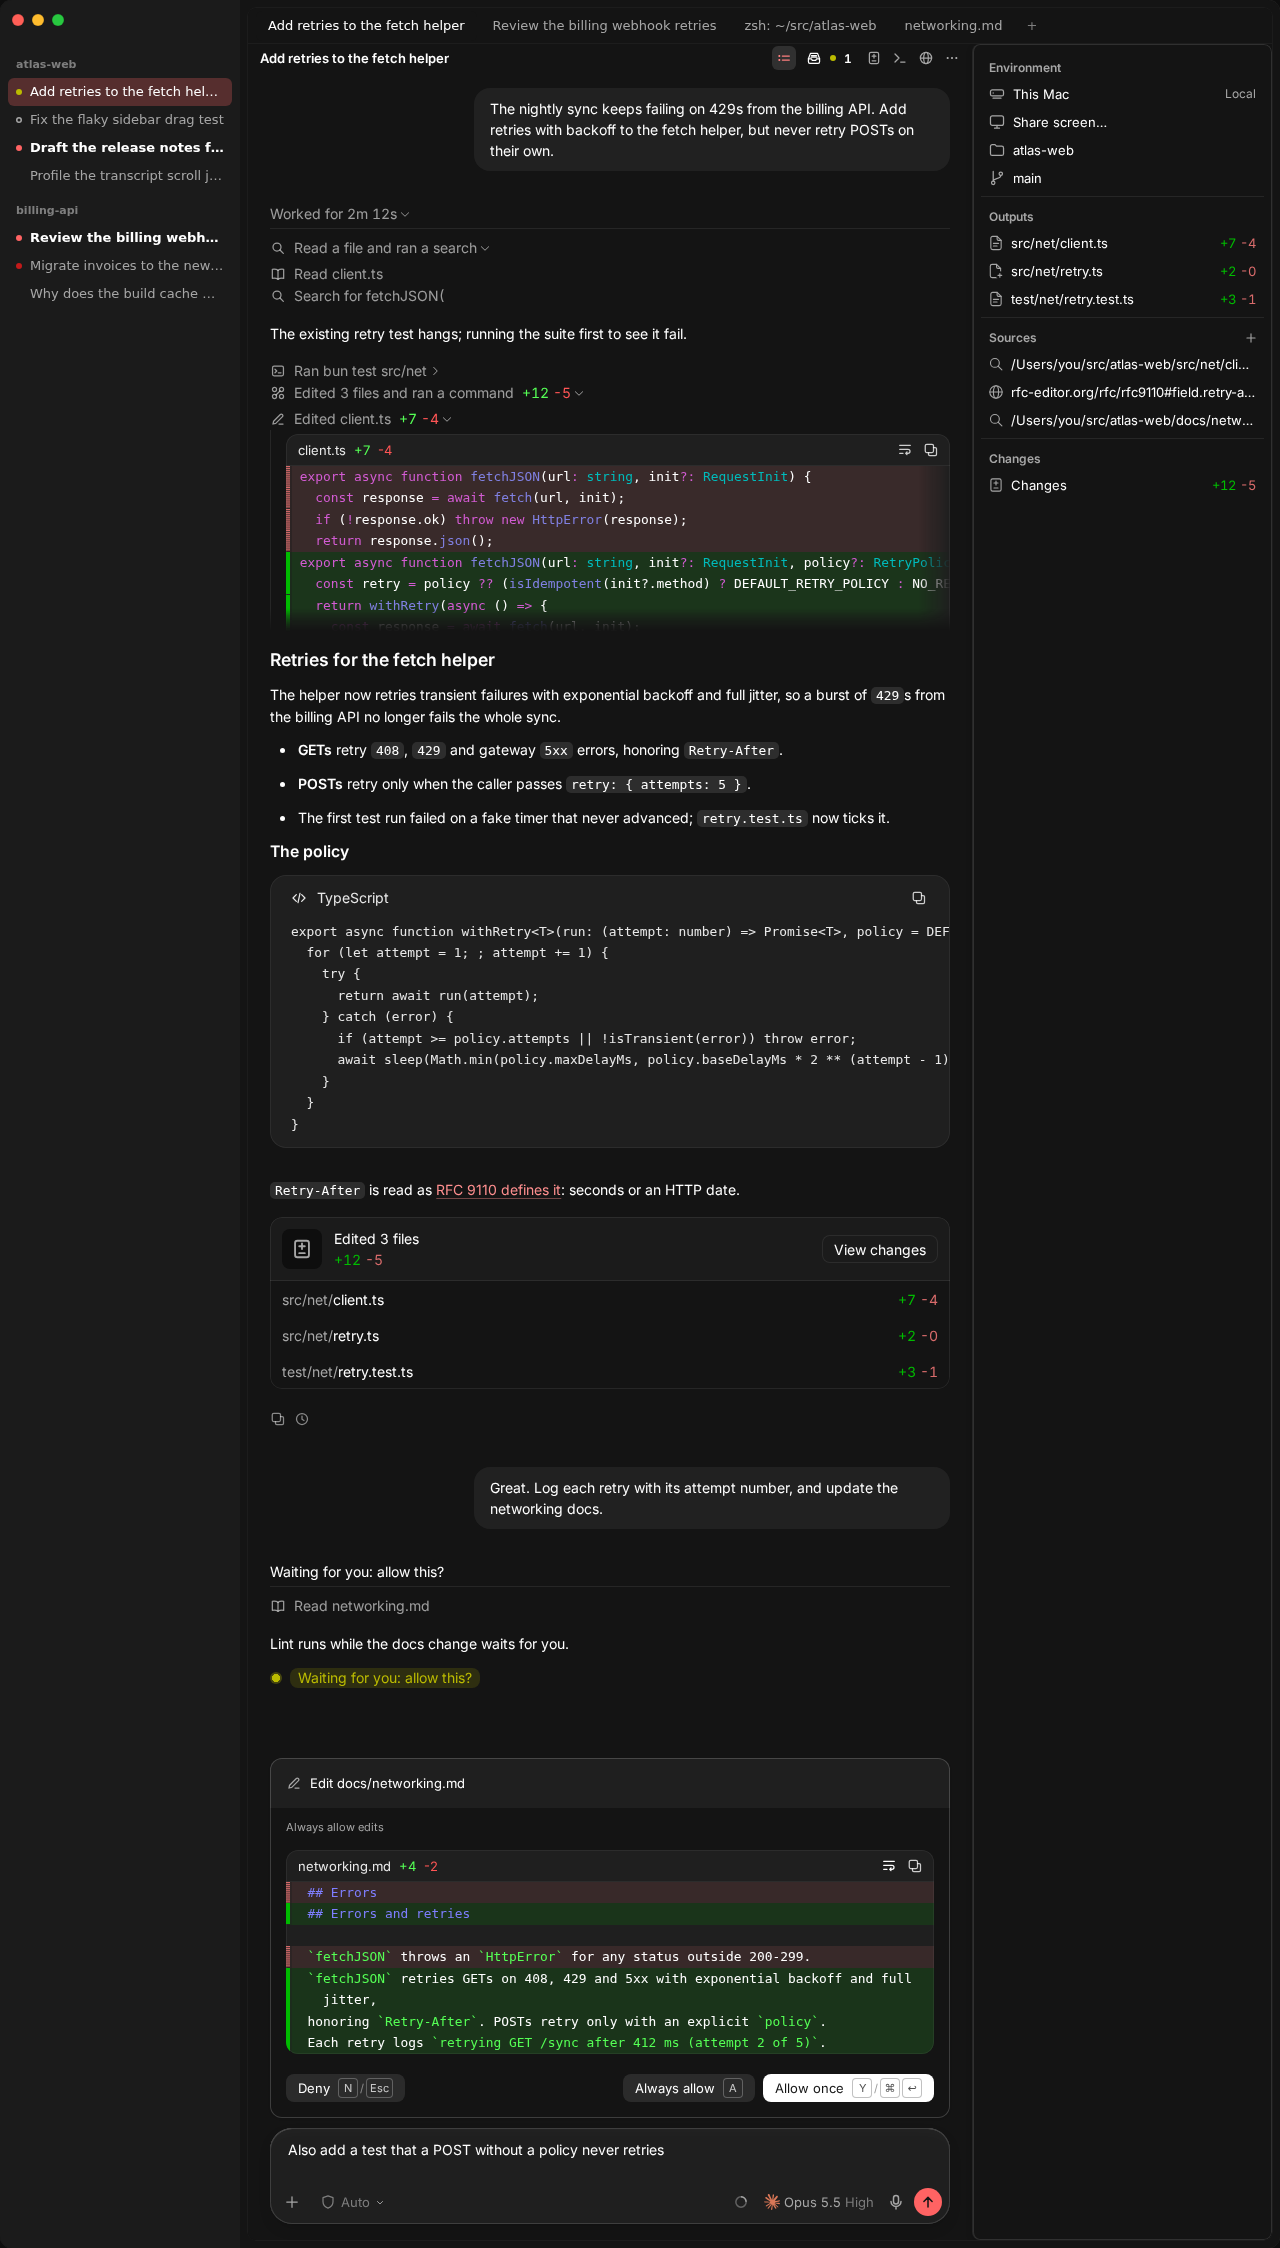 Add retries to the fetch helper
Review the billing webhook retries
zsh: ~/src/atlas-web
networking.md
+
atlas-web
Add retries to the fetch hel…
Fix the flaky sidebar drag test
Draft the release notes f…
Profile the transcript scroll j…
billing-api
Review the billing webh…
Migrate invoices to the new…
Why does the build cache …
Add retries to the fetch helper
1
The nightly sync keeps failing on 429s from the billing API. Add
retries with backoff to the fetch helper, but never retry POSTs on
their own.
Worked for 2m 12s
Read a file and ran a search
Read client.ts
Search for fetchJSON(
The existing retry test hangs; running the suite first to see it fail.
Ran bun test src/net
Edited 3 files and ran a command +12 -5
Edited client.ts +7 -4
client.ts +7 -4
export async function fetchJSON(url: string, init?: RequestInit) {
const response = await fetch(url, init);
if (!response.ok) throw new HttpError(response);
return response.json();
export async function fetchJSON(url: string, init?: RequestInit, policy?: RetryPolic
const retry = policy ?? (isIdempotent(init?.method) ? DEFAULT_RETRY_POLICY : NO_RE
return withRetry(async () => {
const response = await fetch(url, init);
Retries for the fetch helper
The helper now retries transient failures with exponential backoff and full jitter, so a burst of 429s from
the billing API no longer fails the whole sync.
• GETs retry 408, 429 and gateway 5xx errors, honoring Retry-After.
• POSTs retry only when the caller passes retry: { attempts: 5 }.
• The first test run failed on a fake timer that never advanced; retry.test.ts now ticks it.
The policy
TypeScript
export async function withRetry<T>(run: (attempt: number) => Promise<T>, policy = DEF
for (let attempt = 1; ; attempt += 1) {
try {
return await run(attempt);
} catch (error) {
if (attempt >= policy.attempts || !isTransient(error)) throw error;
await sleep(Math.min(policy.maxDelayMs, policy.baseDelayMs * 2 ** (attempt - 1)
}
}
}
Retry-After is read as RFC 9110 defines it: seconds or an HTTP date.
Edited 3 files
+12 -5
View changes
src/net/client.ts +7 -4
src/net/retry.ts +2 -0
test/net/retry.test.ts +3 -1
Great. Log each retry with its attempt number, and update the
networking docs.
Waiting for you: allow this?
Read networking.md
Lint runs while the docs change waits for you.
Waiting for you: allow this?
Edit docs/networking.md
Always allow edits
networking.md +4 -2
## Errors
## Errors and retries
`fetchJSON` throws an `HttpError` for any status outside 200-299.
`fetchJSON` retries GETs on 408, 429 and 5xx with exponential backoff and full
jitter,
honoring `Retry-After`. POSTs retry only with an explicit `policy`.
Each retry logs `retrying GET /sync after 412 ms (attempt 2 of 5)`.
Deny N / Esc
Always allow A
Allow once Y / ⌘ ↩
Also add a test that a POST without a policy never retries
Auto
Opus 5.5 High
Environment
This Mac Local
Share screen…
atlas-web
main
Outputs
src/net/client.ts +7 -4
src/net/retry.ts +2 -0
test/net/retry.test.ts +3 -1
Sources
/Users/you/src/atlas-web/src/net/cli…
rfc-editor.org/rfc/rfc9110#field.retry-a…
/Users/you/src/atlas-web/docs/netw…
Changes
Changes +12 -5